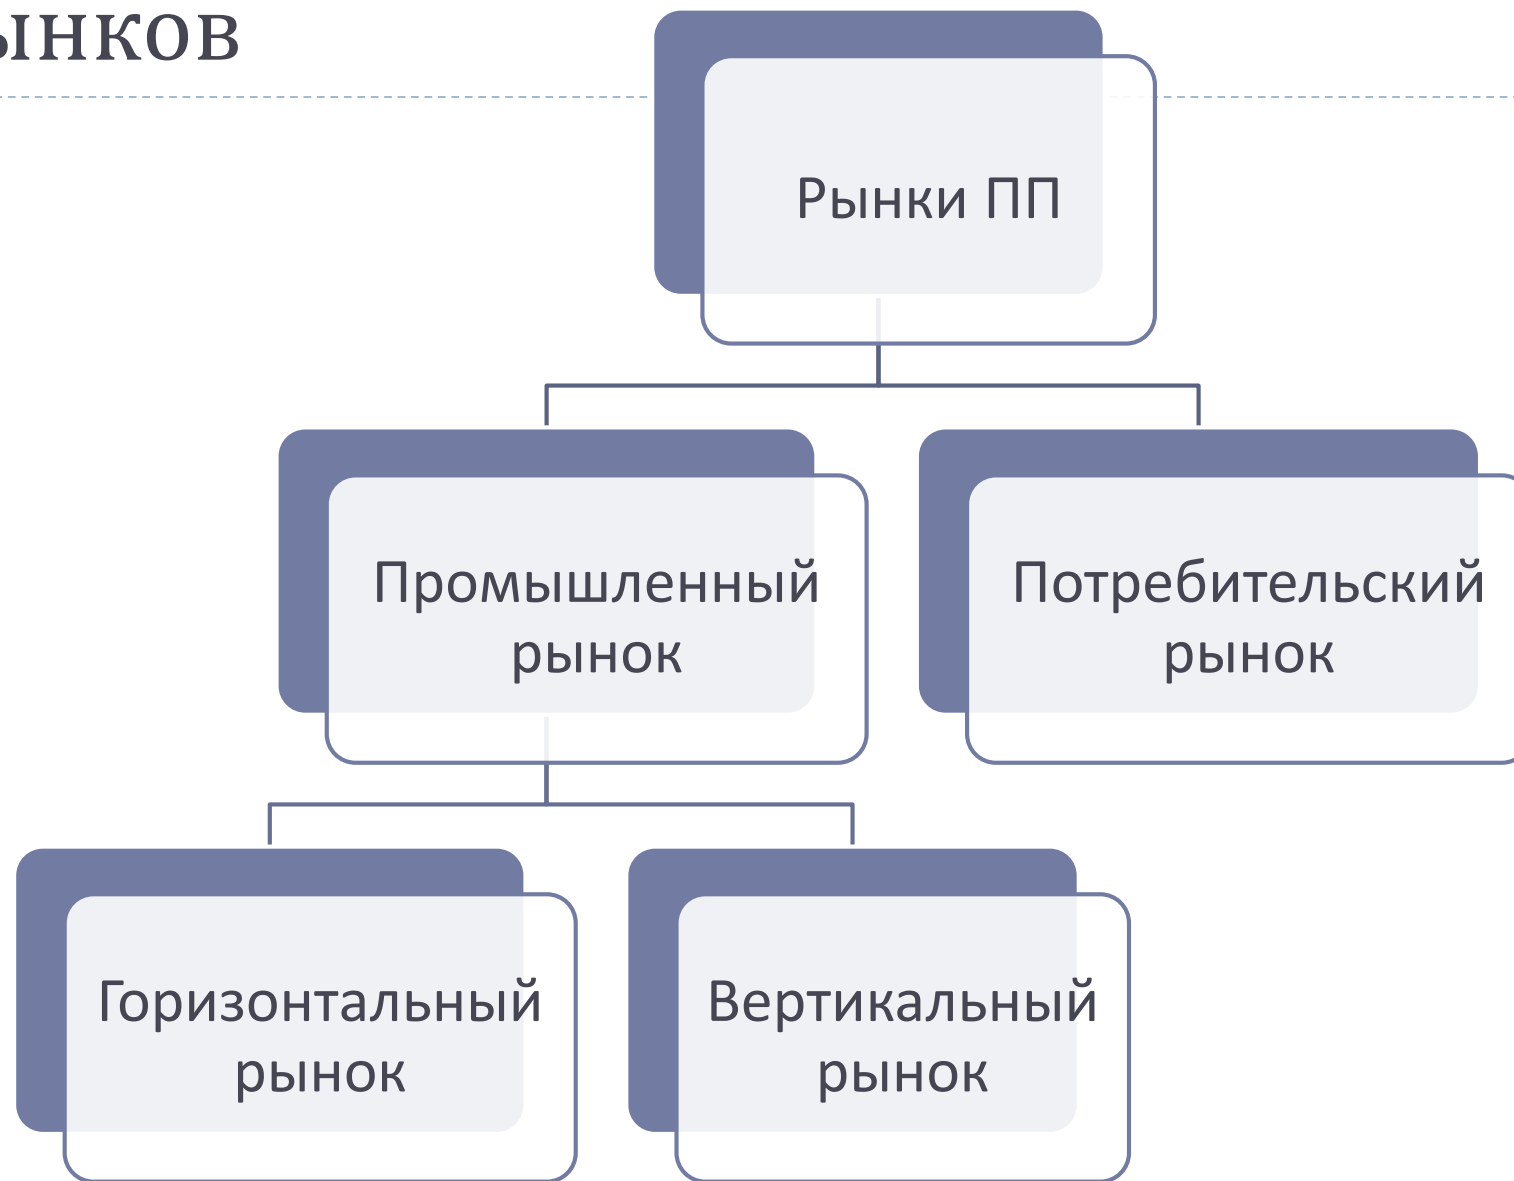 ынков
Рынки ПП
Промышленный
рынок
Потребительский
рынок
Горизонтальный
рынок
Вертикальный
рынок